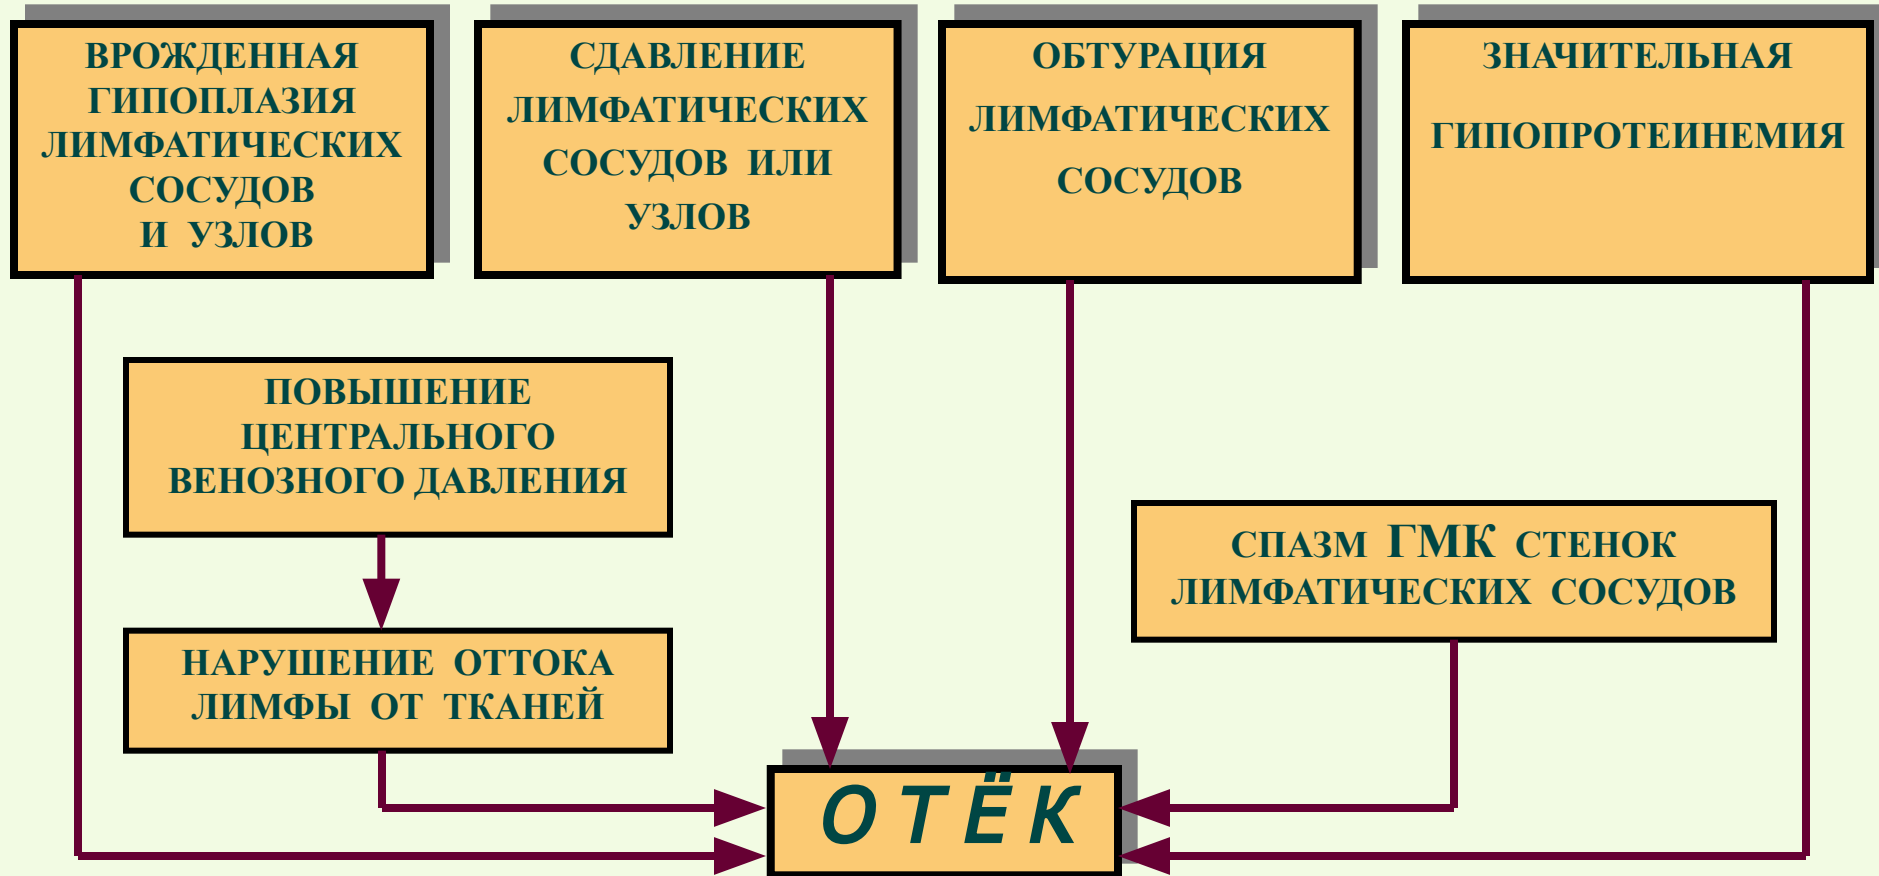 ВРОЖДЕННАЯ
ГИПОПЛАЗИЯ
ЛИМФАТИЧЕСКИХ
СОСУДОВ
И УЗЛОВ
СДАВЛЕНИЕ
ЛИМФАТИЧЕСКИХ
СОСУДОВ ИЛИ
УЗЛОВ
ОБТУРАЦИЯ
ЛИМФАТИЧЕСКИХ
СОСУДОВ
ЗНАЧИТЕЛЬНАЯ
ГИПОПРОТЕИНЕМИЯ
ПОВЫШЕНИЕ
ЦЕНТРАЛЬНОГО
ВЕНОЗНОГО ДАВЛЕНИЯ
СПАЗМ ГМК СТЕНОК
ЛИМФАТИЧЕСКИХ СОСУДОВ
НАРУШЕНИЕ ОТТОКА
ЛИМФЫ ОТ ТКАНЕЙ
ОТЁК